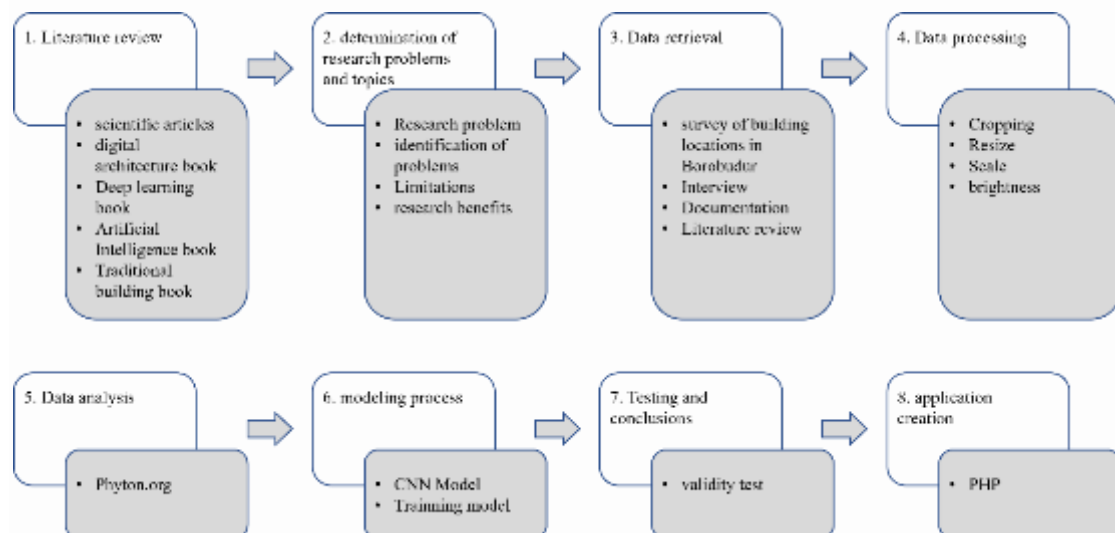 1. Literature review
• scientific articles
• digital
architecture book
• Deep learning
book
• Artificial
Intelligence book
• Traditional
building book
2. determination of
research problems
and topics
• Research problem
• identification of
problems
• Limitations
• research benefits
3. Data retrieval
• survey of building
locations in
Borobudur
• Interview
• Documentation
• Literature review
4. Data processing
• Cropping
• Resize
• Scale
• brightness
5. Data analysis
• Phyton.org
6. modeling process
• CNN Model
• Trainning model
7. Testing and
conclusions
• validity test
8. application
creation
• PHP